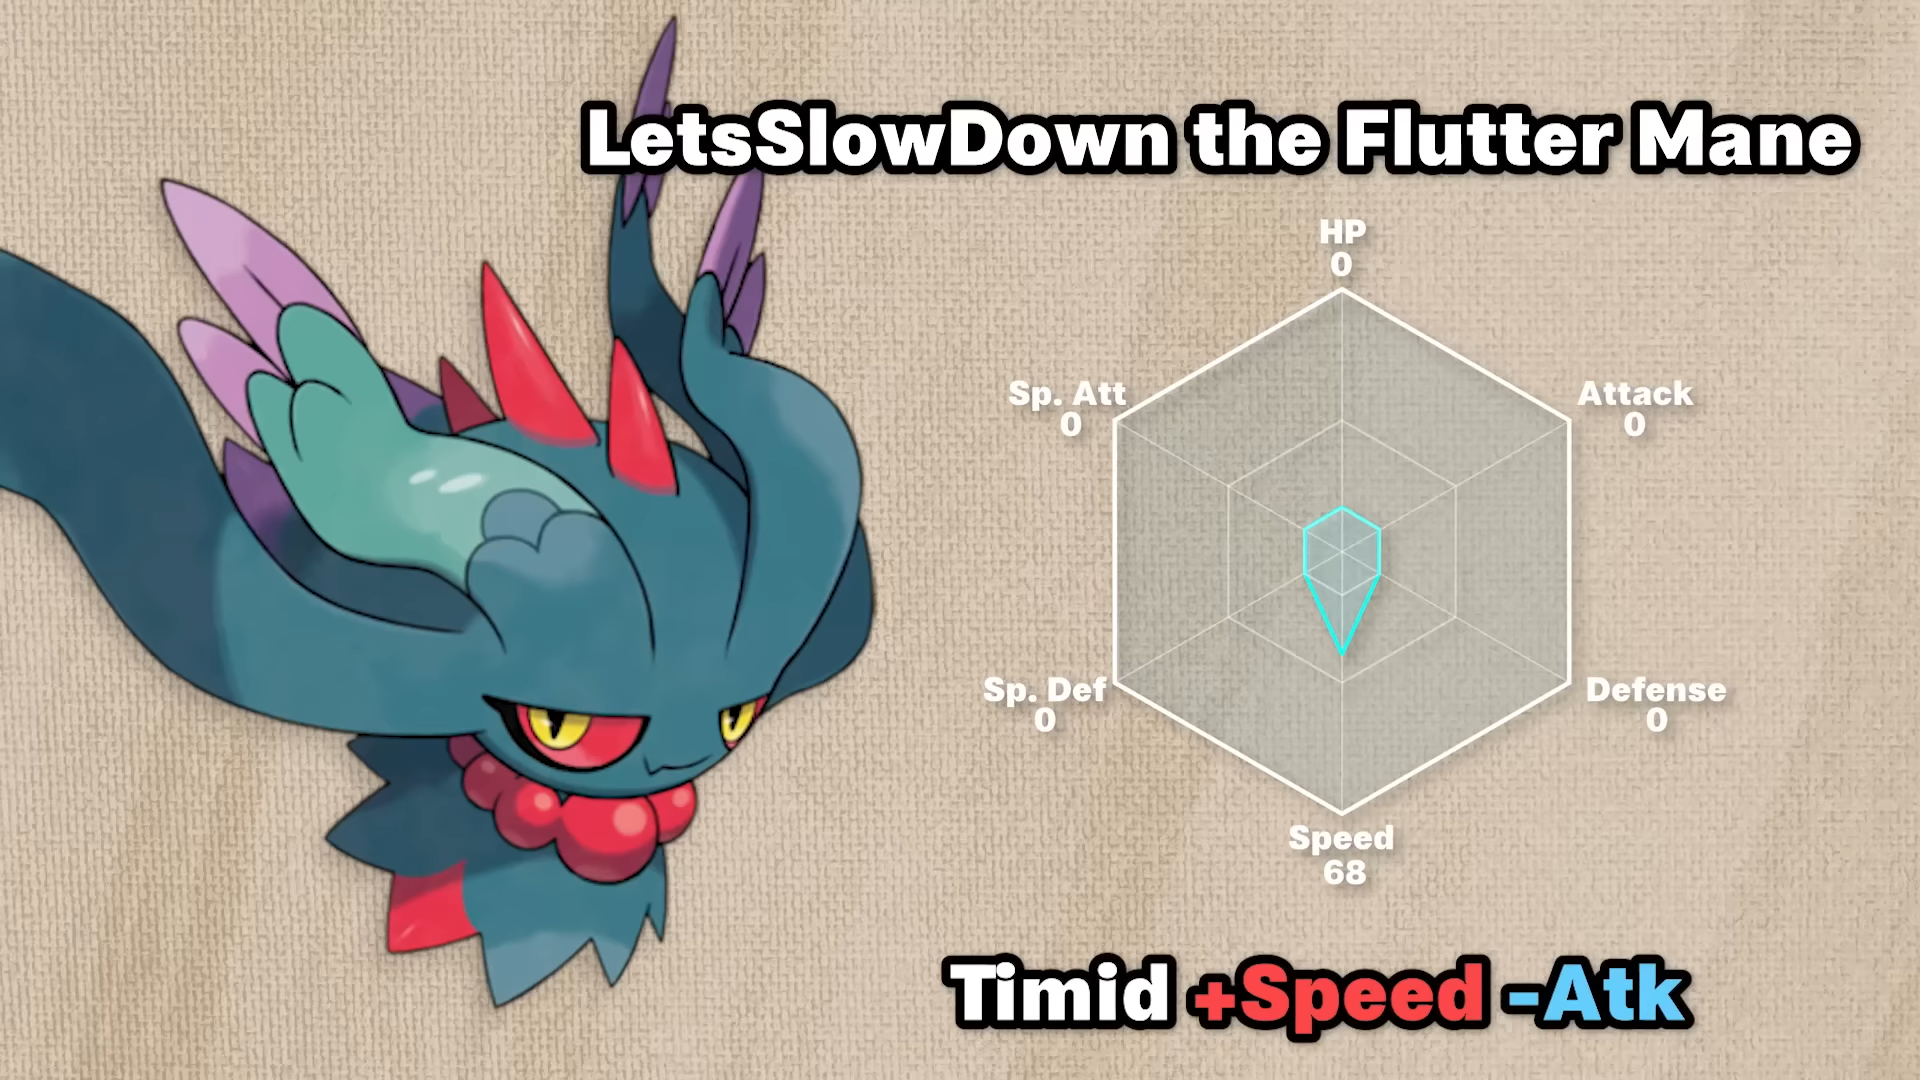 LetsSlowDown the Flutter Mane
HP
0
Sp. Att
0
Attack
0
Sp. Def
0
Defense
0
Speed
68
Timid +Speed -Atk